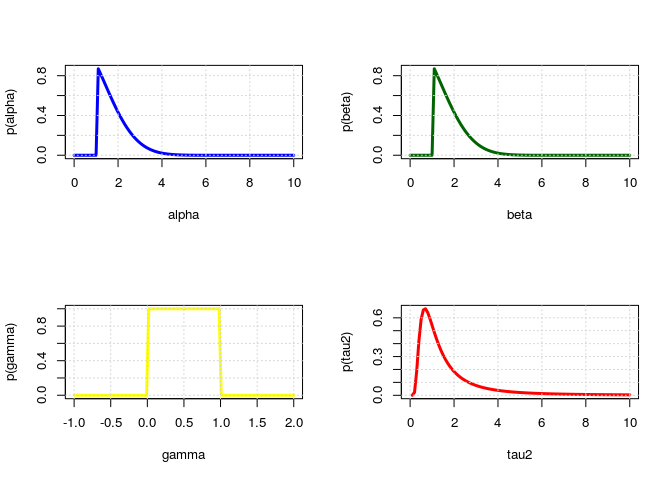 p(alpha)
0.0 0.4 0.8
0 2 4 6 8 10
alpha
p(beta)
0.0 0.4 0.8
0 2 4 6 8 10
beta
p(gamma)
0.0 0.4 0.8
-1.0 -0.5 0.0 0.5 1.0 1.5 2.0
gamma
p(tau2)
0.0 0.3 0.6
0 2 4 6 8 10
tau2